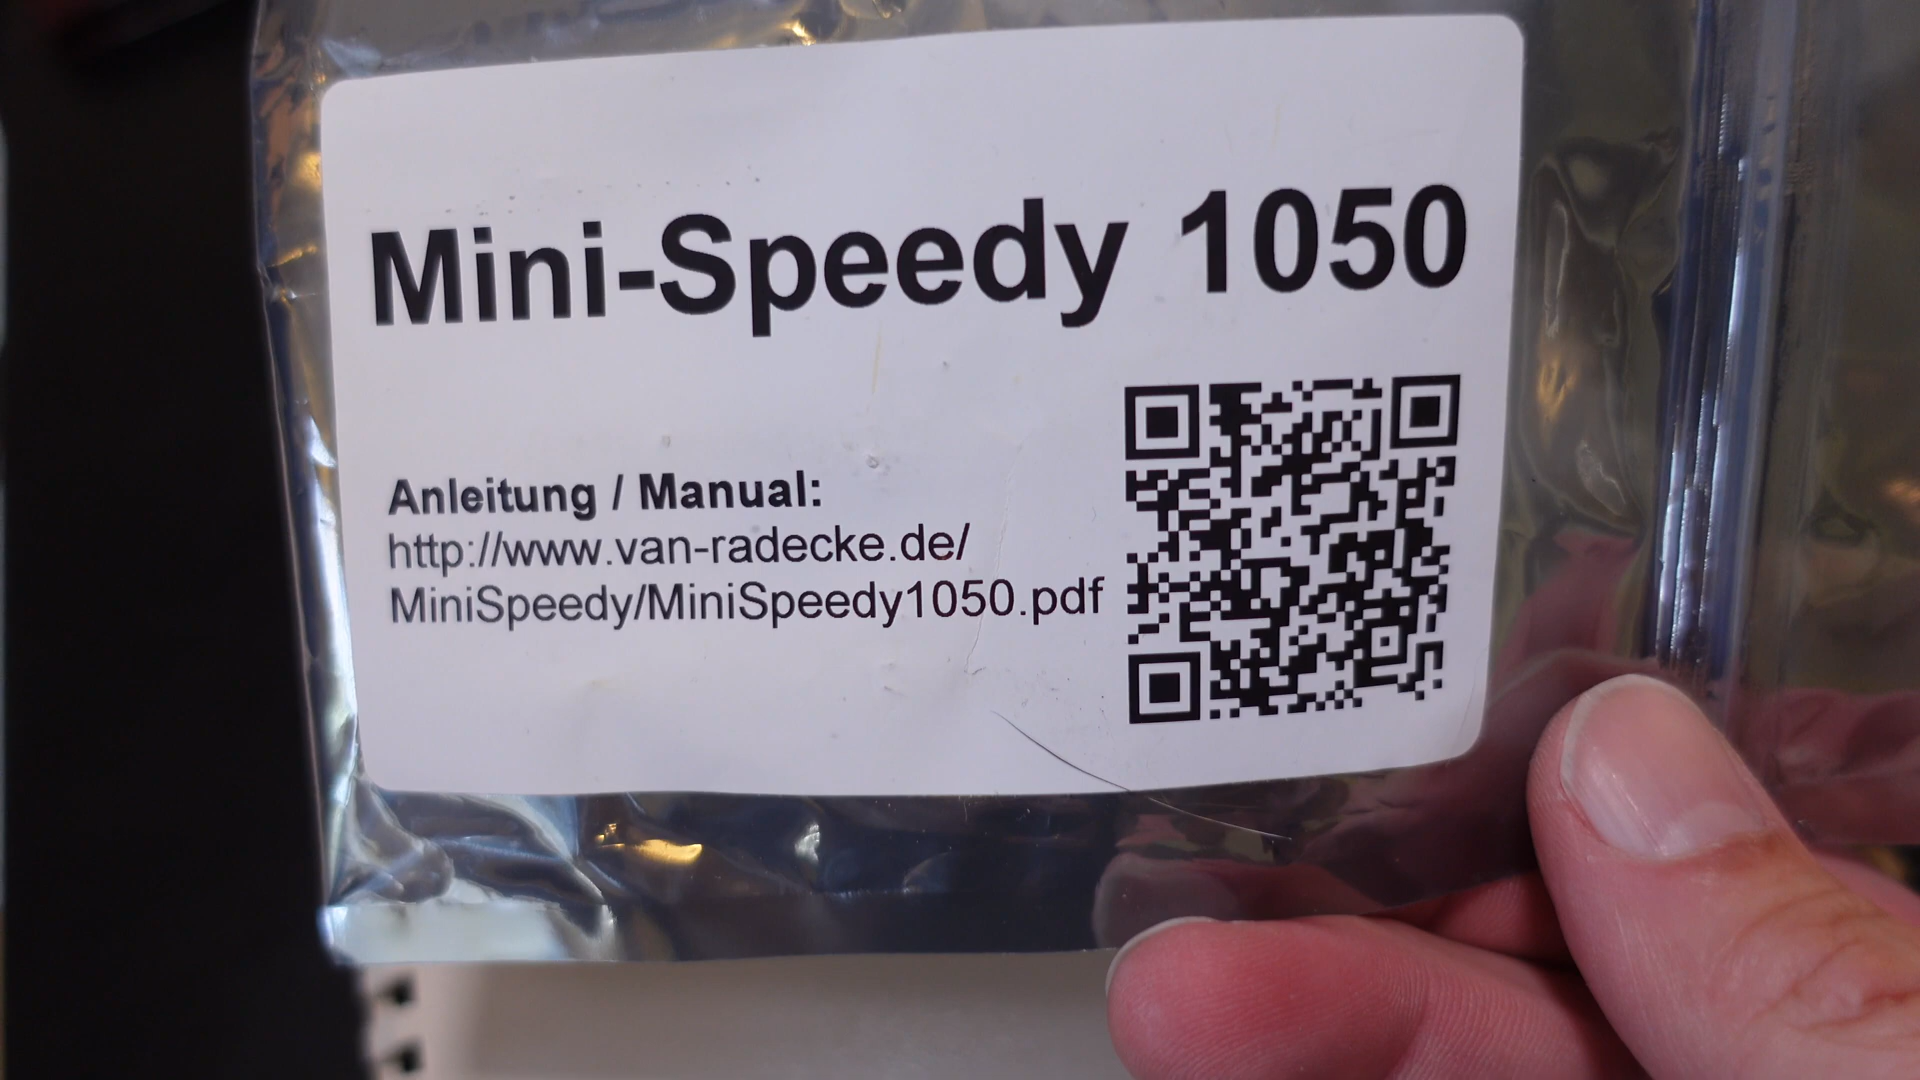 Mini-Speedy 1050
Anleitung / Manual:
http://www.van-radecke.de/
MiniSpeedy/MiniSpeedy1050.pdf